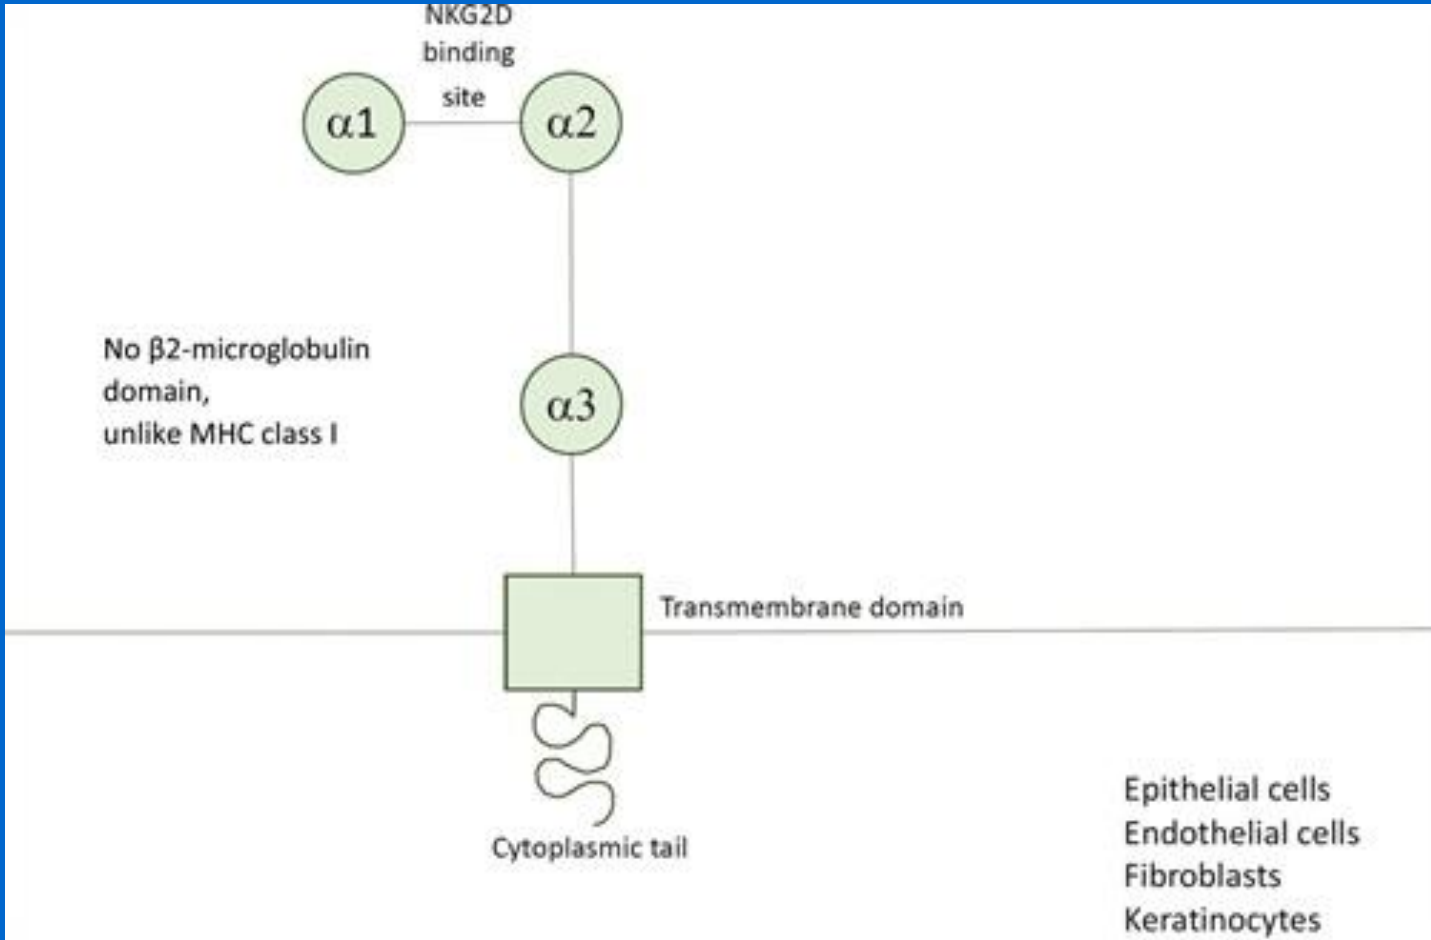 NKG2D
binding
site
α1
α2
No β2-microglobulin
domain,
unlike MHC class I
α3
Transmembrane domain
Cytoplasmic tail
Epithelial cells
Endothelial cells
Fibroblasts
Keratinocytes